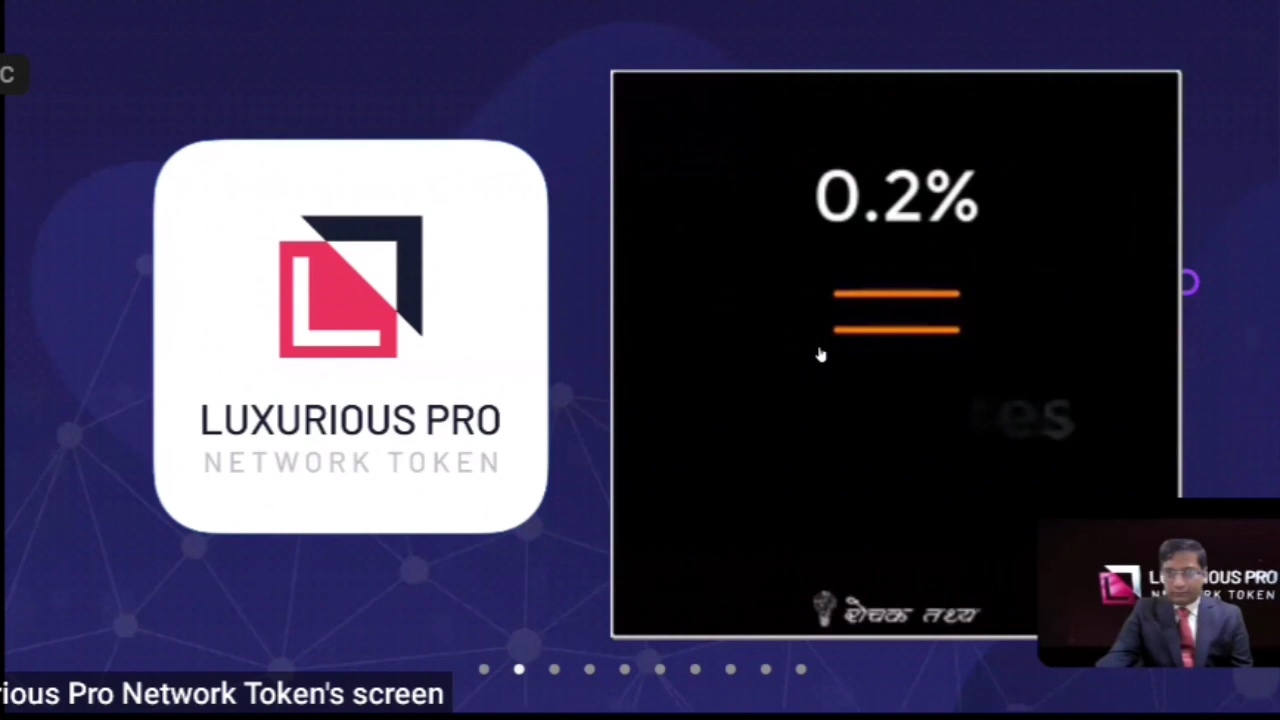 C
LUXURIOUS PRO
NETWORK TOKEN
0.2%
रोचक तथ्य
rious Pro Network Token's screen